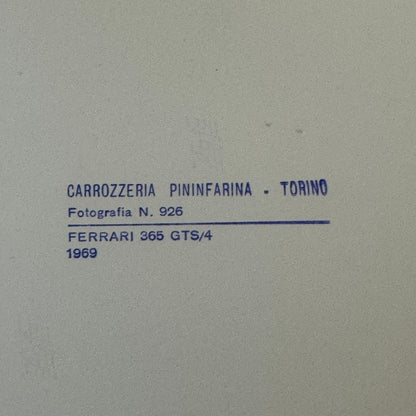 CARROZZERIA PININFARINA - TORINO
Fotografia N. 926
FERRARI 365 GTS/4
1969